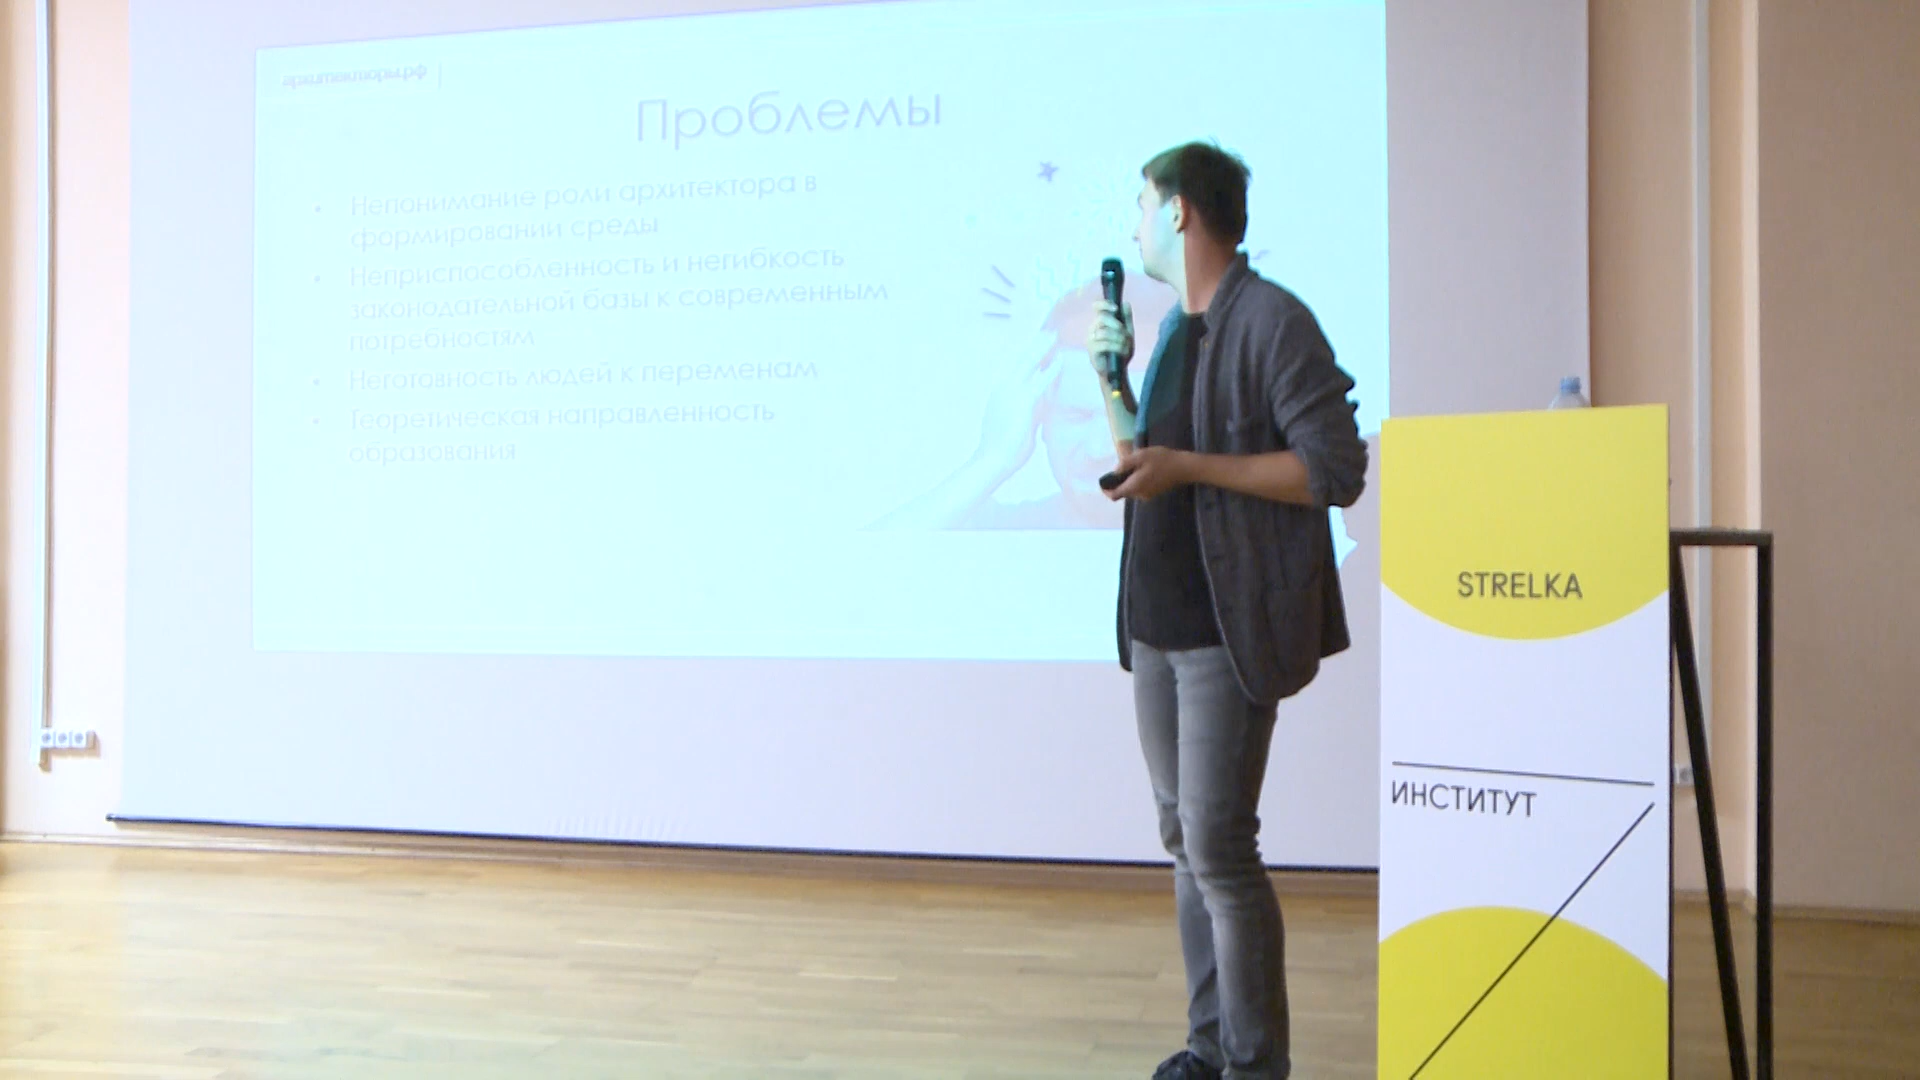 архитекторы.рф
Проблемы
• Непонимание роли архитектора в
формировании среды
• Неприспособленность и негибкость
законодательной базы к современным
потребностям
• Неготовность людей к переменам
• Теоретическая направленность
образования
STRELKA
ИНСТИТУТ